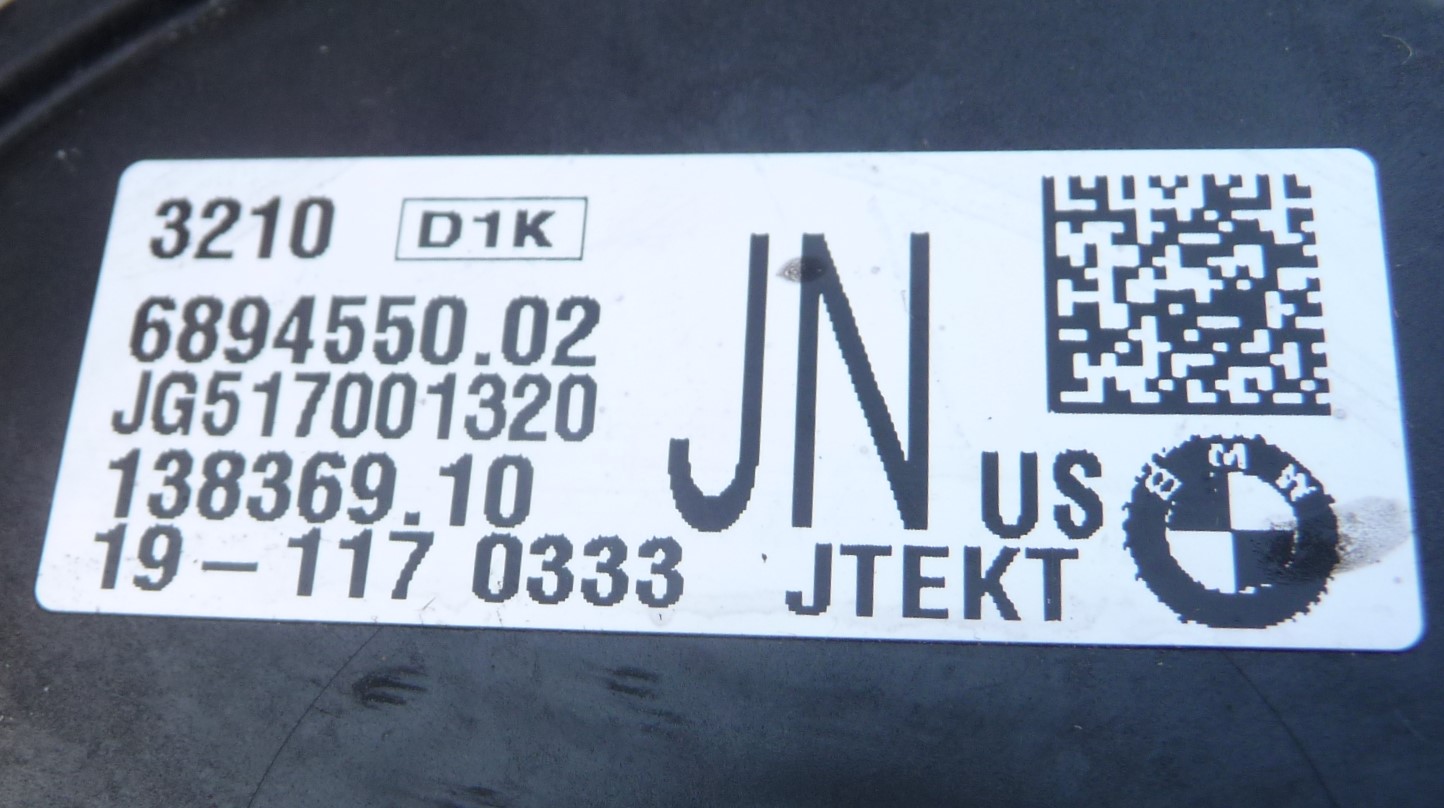 3210 D1K
6894550.02
JG517001320
138369.10
19-117 0333
JN US
JTEKT
BMW